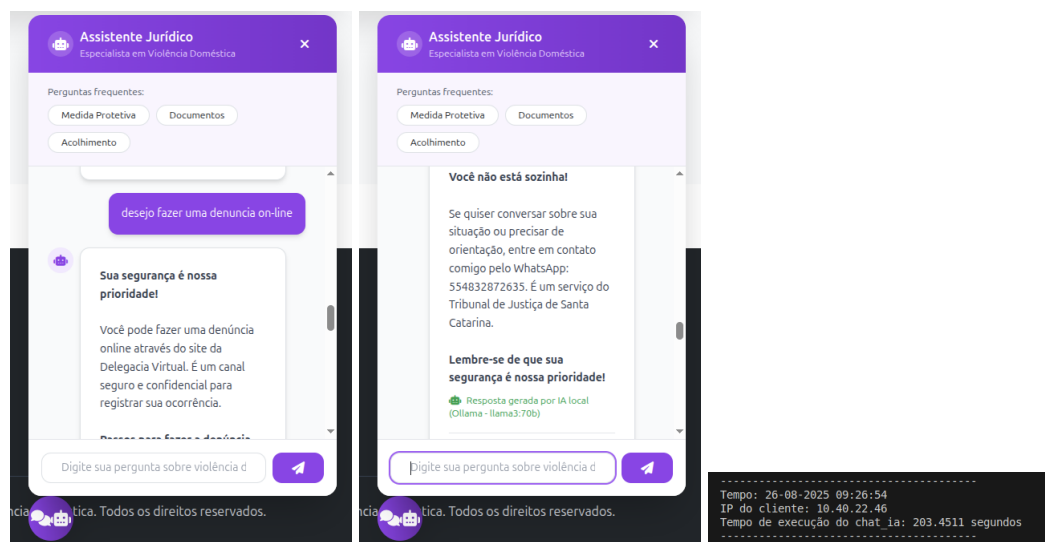 Assistente Jurídico
Especialista em Violência Doméstica
Perguntas frequentes:
Medida Protetiva
Documentos
Acolhimento
desejo fazer uma denuncia on-line
Sua segurança é nossa
prioridade!
Você pode fazer uma denúncia
online através do site da
Delegacia Virtual. É um canal
seguro e confidencial para
registrar sua ocorrência.
Passos para fazer a denúncia
Digite sua pergunta sobre violência d
tica. Todos os direitos reservados.
Assistente Jurídico
Especialista em Violência Doméstica
Perguntas frequentes:
Medida Protetiva
Documentos
Acolhimento
Você não está sozinha!
Se quiser conversar sobre sua
situação ou precisar de
orientação, entre em contato
comigo pelo WhatsApp:
554832872635. É um serviço do
Tribunal de Justiça de Santa
Catarina.
Lembre-se de que sua
segurança é nossa prioridade!
Resposta gerada por IA local
(Ollama - llama3:70b)
Digite sua pergunta sobre violência d
tica. Todos os direitos reservados.
----------------------------------------
Tempo: 26-08-2025 09:26:54
IP do cliente: 10.40.22.46
Tempo de execução do chat_ia: 203.4511 segundos
----------------------------------------